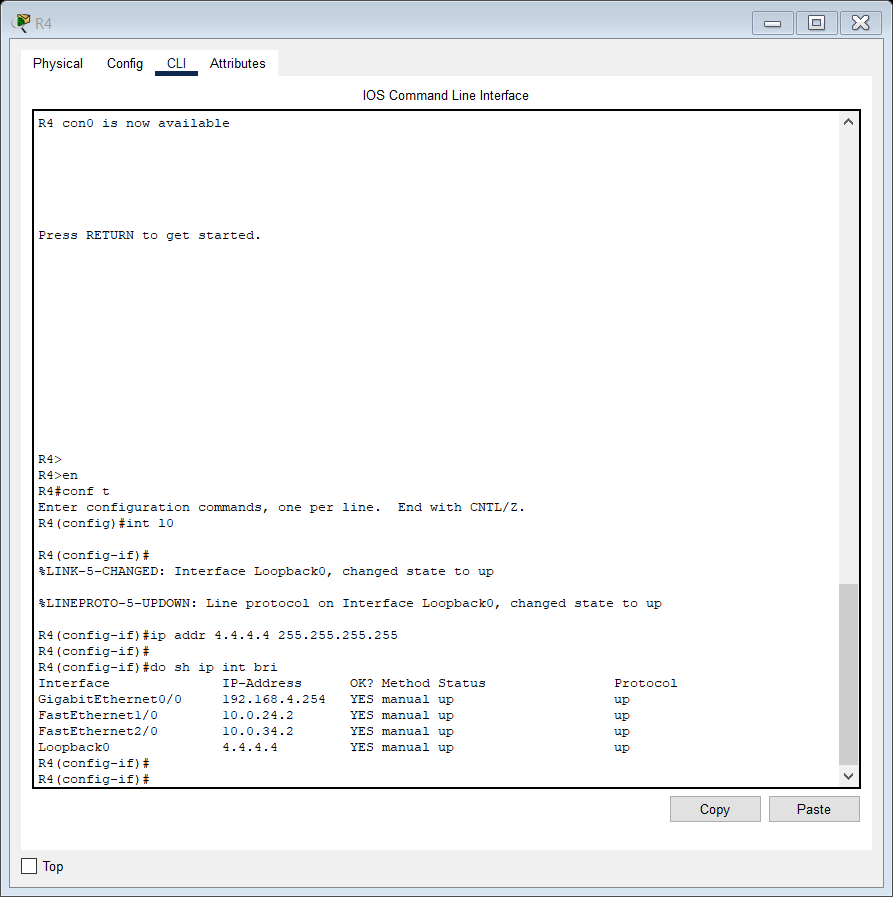 R4
Physical Config CLI Attributes
IOS Command Line Interface
R4 con0 is now available
Press RETURN to get started.
R4>
R4>en
R4#conf t
Enter configuration commands, one per line.  End with CNTL/Z.
R4(config)#int l0
R4(config-if)#
%LINK-5-CHANGED: Interface Loopback0, changed state to up
%LINEPROTO-5-UPDOWN: Line protocol on Interface Loopback0, changed state to up
R4(config-if)#ip addr 4.4.4.4 255.255.255.255
R4(config-if)#
R4(config-if)#do sh ip int bri
Interface              IP-Address      OK? Method Status                Protocol
GigabitEthernet0/0     192.168.4.254   YES manual up                    up
FastEthernet1/0        10.0.24.2       YES manual up                    up
FastEthernet2/0        10.0.34.2       YES manual up                    up
Loopback0              4.4.4.4         YES manual up                    up
R4(config-if)#
R4(config-if)#
Copy Paste
Top